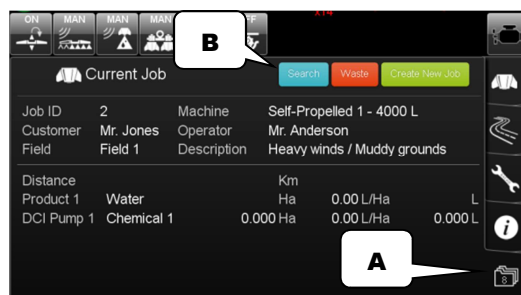 ON MAN MAN MAN FF x14
B
Current Job Search Waste Create New Job
Job ID 2 Machine Self-Propelled 1 - 4000 L
Customer Mr. Jones Operator Mr. Anderson
Field Field 1 Description Heavy winds / Muddy grounds
Distance Km
Product 1 Water Ha 0.00 L/Ha L
DCI Pump 1 Chemical 1 0.000 Ha 0.00 L/Ha 0.000 L
i
A
8